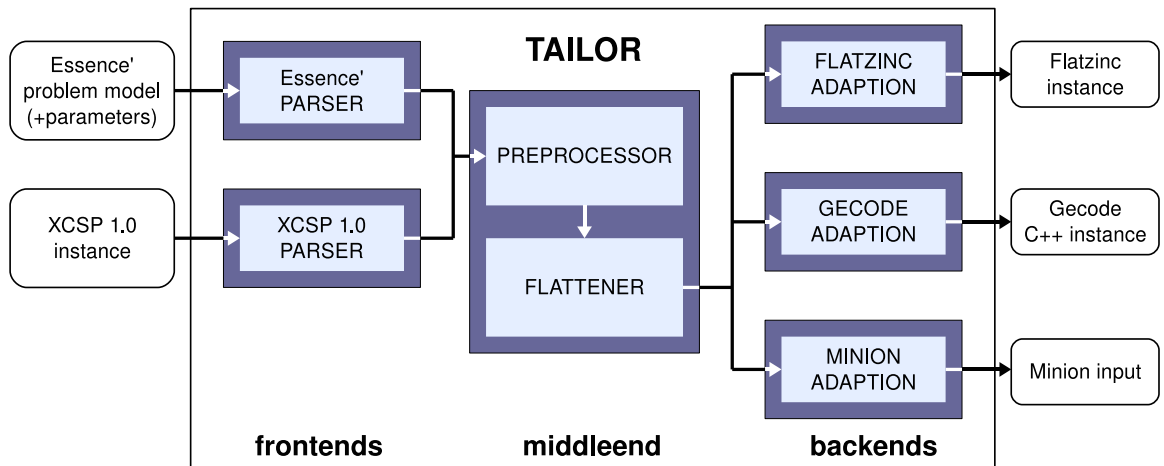 TAILOR
Essence'
problem model
(+parameters)
XCSP 1.0
instance
Essence'
PARSER
XCSP 1.0
PARSER
frontends
PREPROCESSOR
FLATTENER
middleend
FLATZINC
ADAPTION
GECODE
ADAPTION
MINION
ADAPTION
backends
Flatzinc
instance
Gecode
C++ instance
Minion input